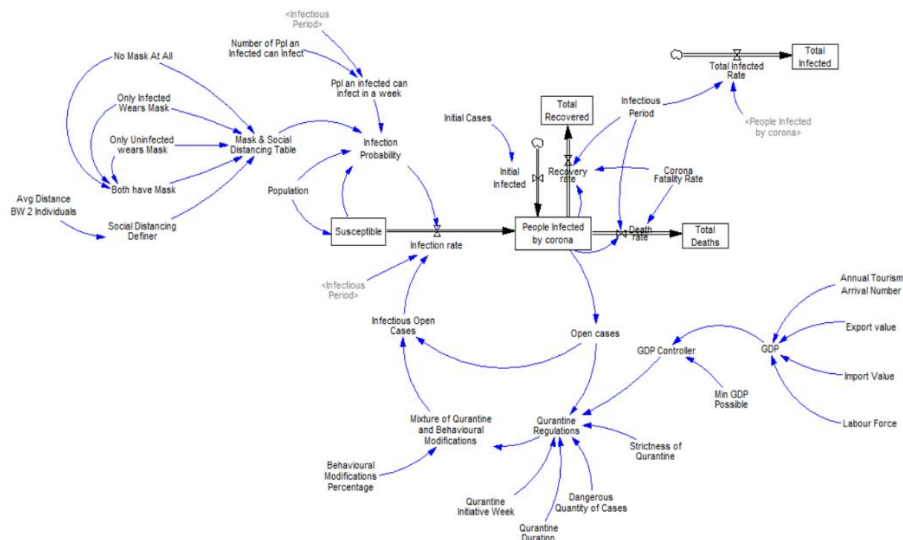 <Infectious
Period>
Number of Ppl an
Infected can Infect
Ppl an infected can
infect in a week
No Mask At All
Only Infected
Wears Mask
Only Uninfected
wears Mask
Both have Mask
Mask & Social
Distancing Table
Infection
Probability
Avg Distance
BW 2 Individuals
Social Distancing
Definer
Population
Susceptible
Infection rate
<Infectious
Period>
Initial Cases
Initial
Infected
Total
Recovered
Recovery rate
Infectious
Period
Total Infected
Rate
Total
Infected
<People Infected
by corona>
Corona
Fatality Rate
People Infected
by corona
Death
rate
Total
Deaths
Infectious Open
Cases
Open cases
GDP Controller
GDP
Annual Tourism
Arrival Number
Export value
Import Value
Labour Force
Min GDP
Possible
Mixture of Qurantine
and Behavioural
Modifications
Qurantine
Regulations
Strictness of
Qurantine
Behavioural
Modifications
Percentage
Qurantine
Initiative Week
Qurantine
Duration
Dangerous
Quantity of Cases